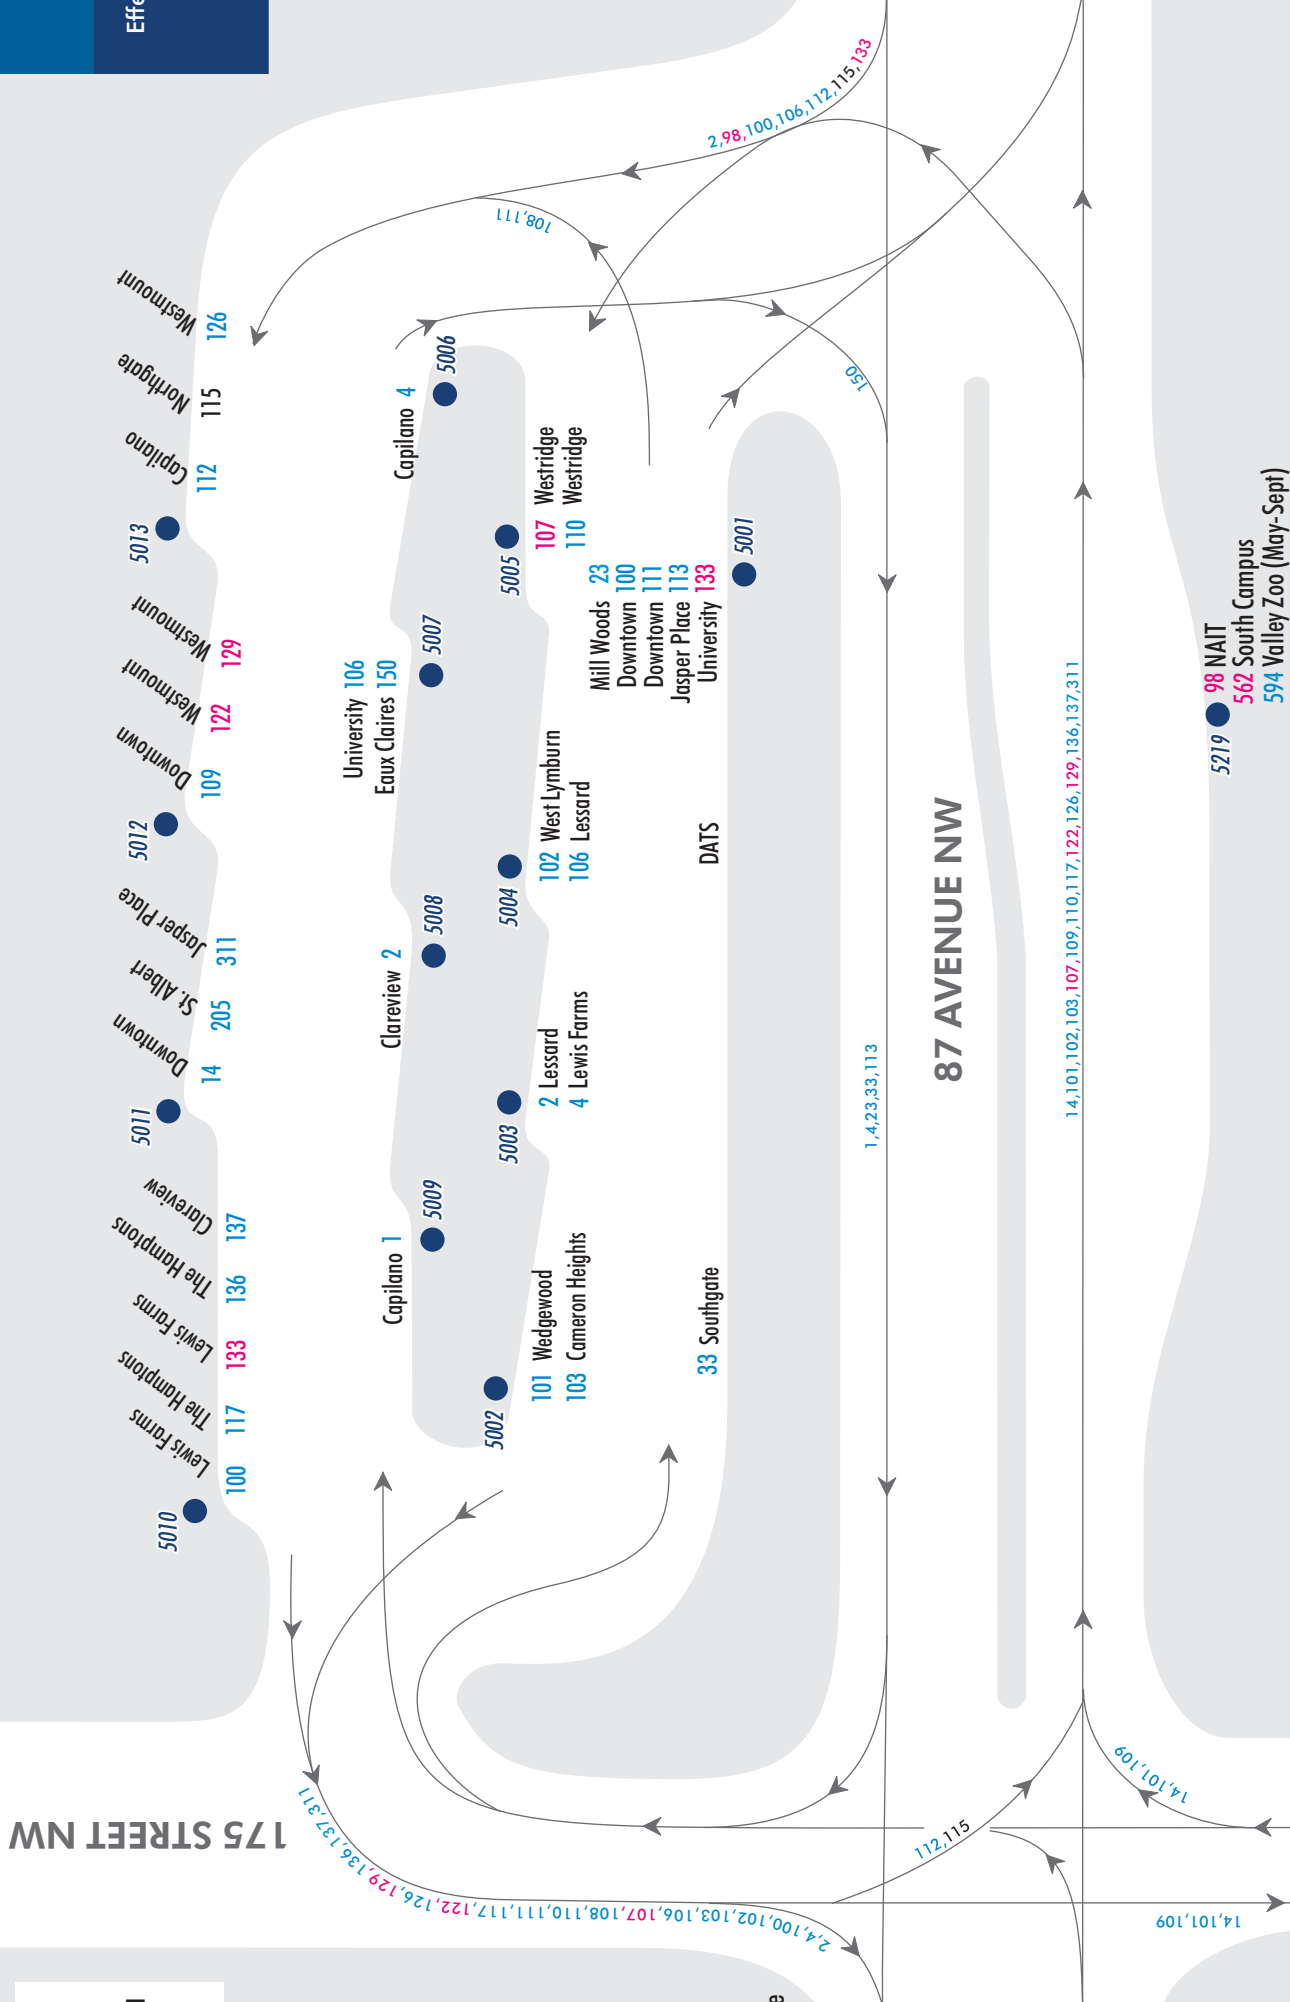 Effe
2,98,100,106,112,115,133
108,111
Westmount
126
Northgate
115
Capilano
112
5013
Westmount
129
Westmount
122
Downtown
109
5012
Jasper Place
311
St. Albert
205
Downtown
14
5011
Clareview
137
The Hamptons
136
Lewis Farms
133
The Hamptons
117
Lewis Farms
100
5010
Capilano 4
5006
University 106
Eaux Claires 150
5007
Clareview 2
5008
Capilano 1
5009
5005
107 Westridge
110 Westridge
5004
102 West Lymburn
106 Lessard
5003
2 Lessard
4 Lewis Farms
5002
101 Wedgewood
103 Cameron Heights
Mill Woods 23
Downtown 100
Downtown 111
Jasper Place 113
University 133
5001
DATS
33 Southgate
150
1,4,23,33,113
87 AVENUE NW
14,101,102,103,107,109,110,117,122,126,129,136,137,311
5219
98 NAIT
562 South Campus
594 Valley Zoo (May-Sept)
175 STREET NW
2,4,100,102,103,106,107,108,110,111,117,122,126,129,136,137,311
112,115
14,101,109
14,101,109